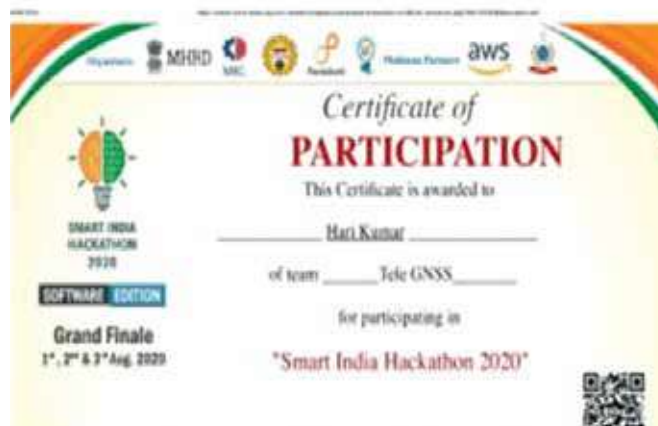 MHRD
aws
Certificate of
PARTICIPATION
This Certificate is awarded to
Hari Kumar
of team Tele GNSS
for participating in
"Smart India Hackathon 2020"
SMART INDIA
HACKATHON
2020
SOFTWARE EDITION
Grand Finale
1st, 2nd & 3rd Aug. 2020